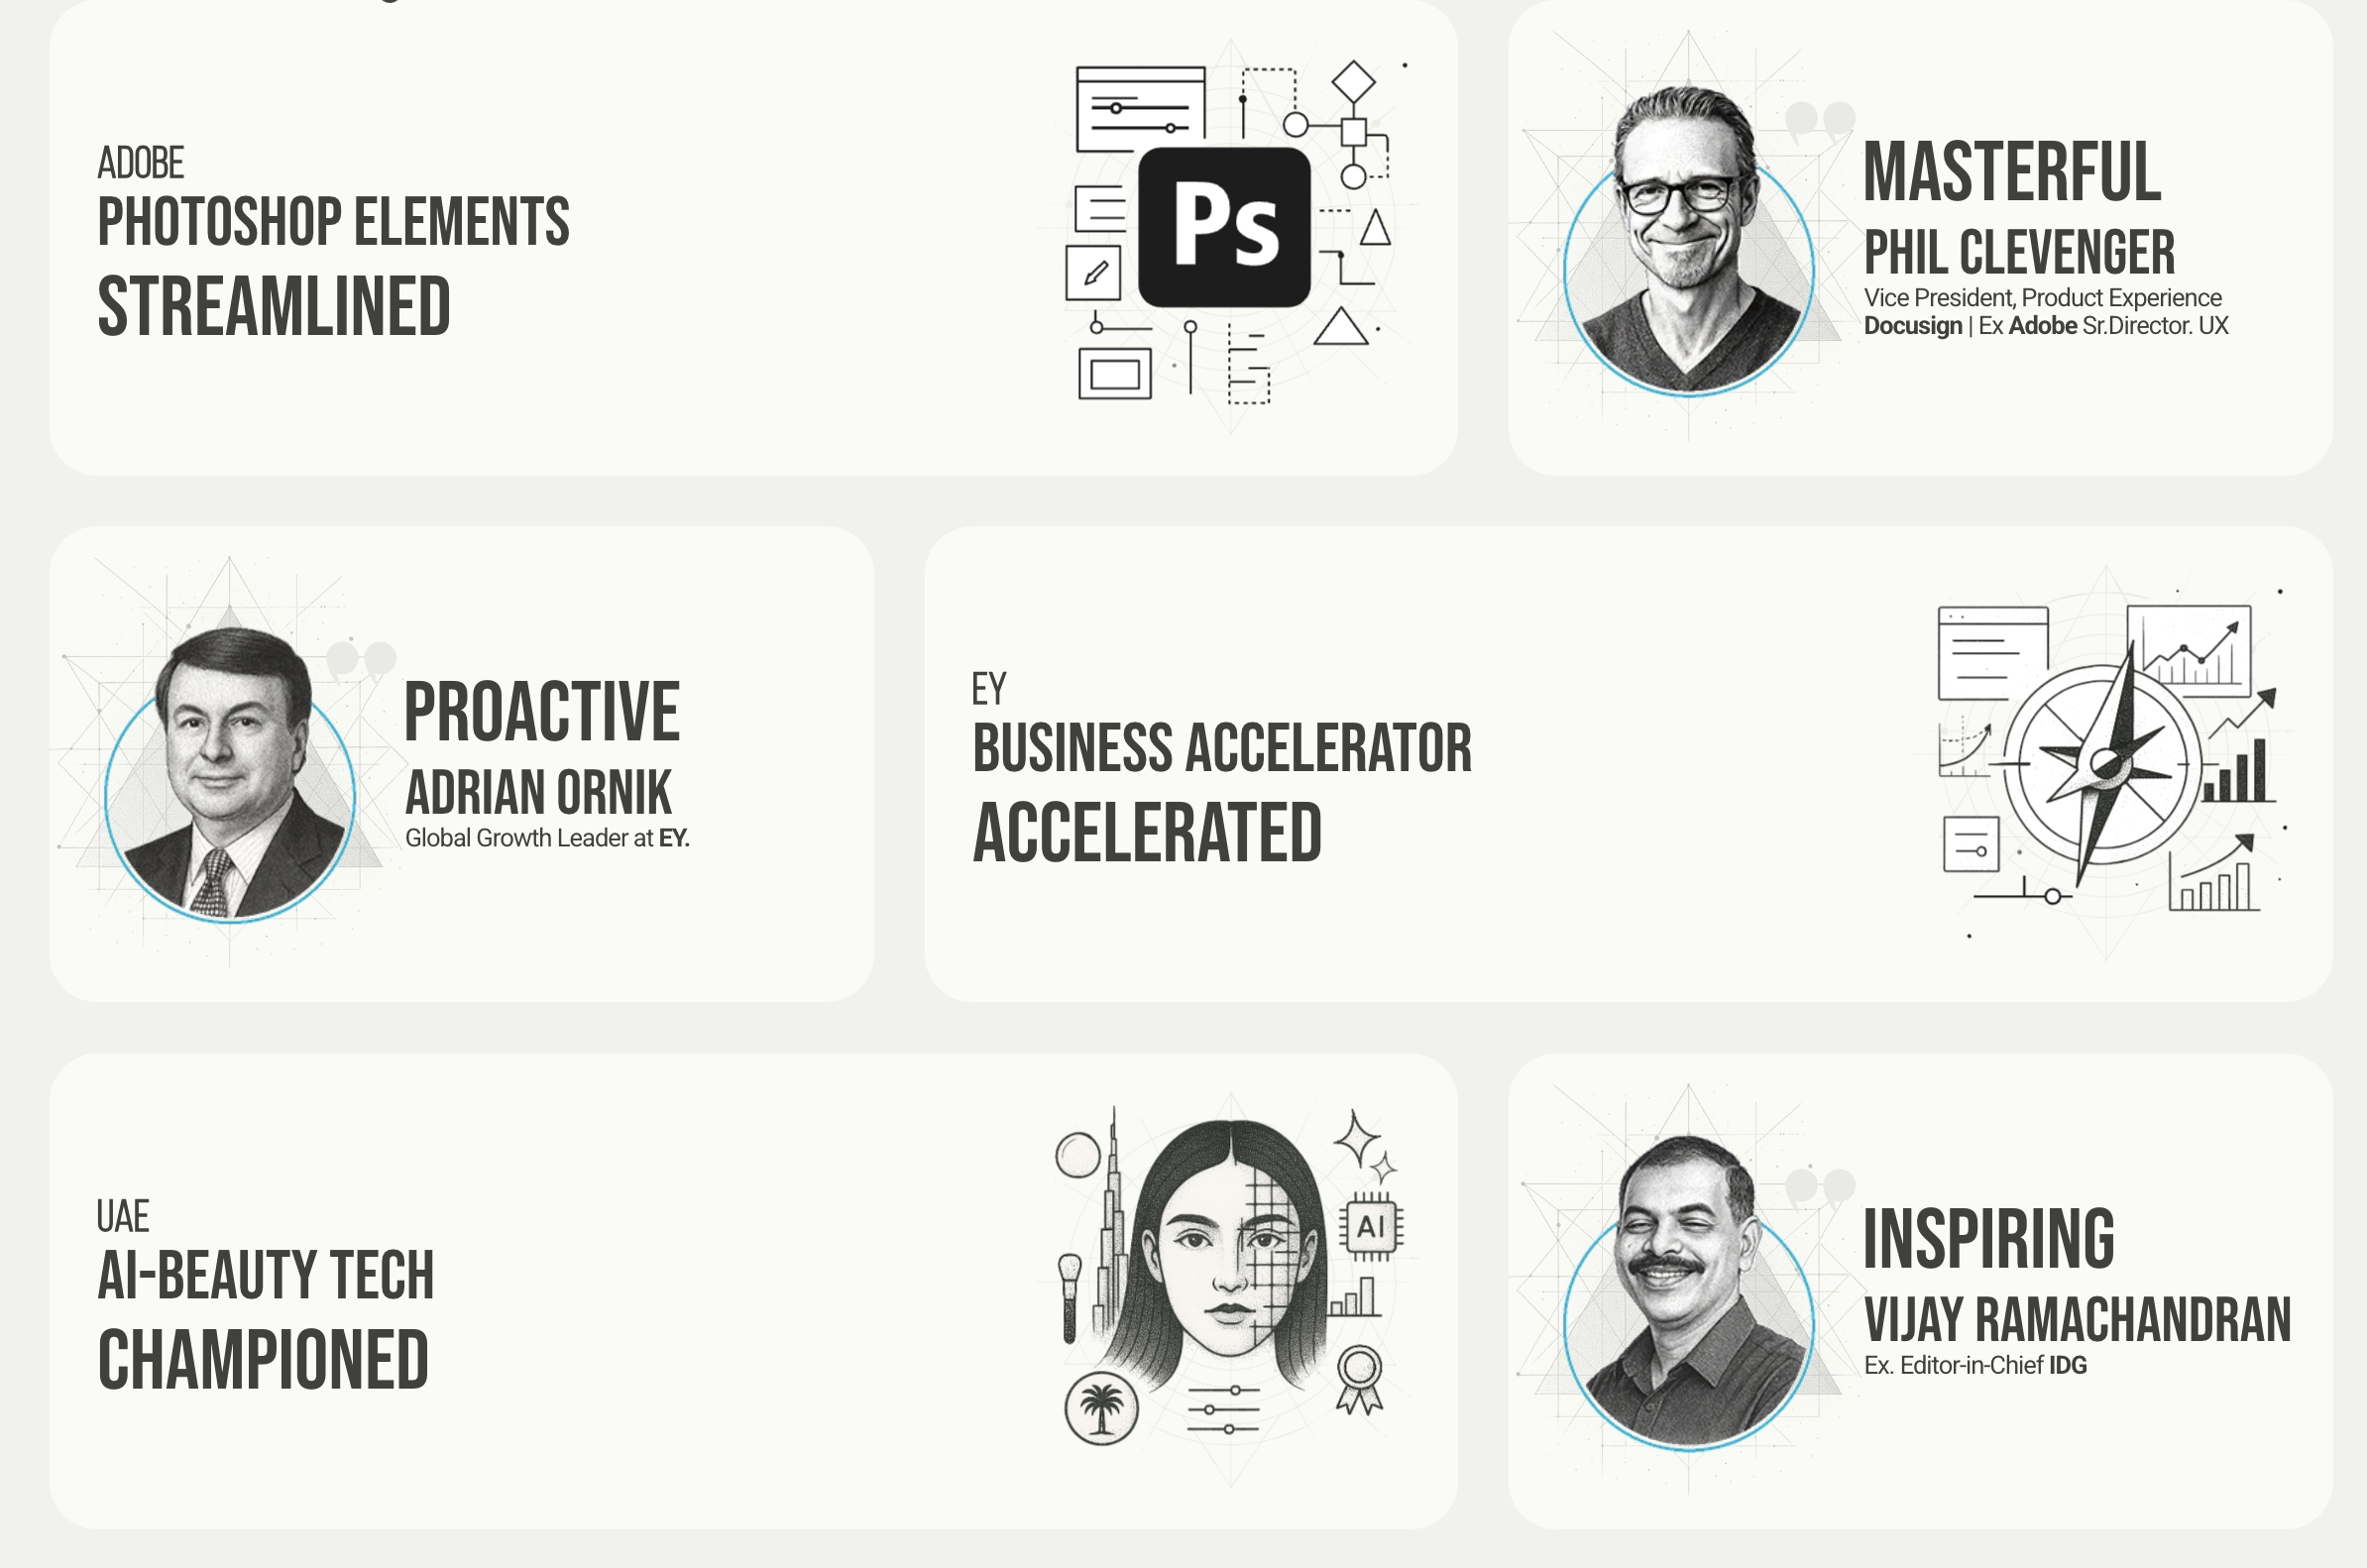 ADOBE
PHOTOSHOP ELEMENTS
STREAMLINED
Ps
MASTERFUL
PHIL CLEVENGER
Vice President, Product Experience
Docusign | Ex Adobe Sr.Director. UX
PROACTIVE
ADRIAN ORNIK
Global Growth Leader at EY.
EY
BUSINESS ACCELERATOR
ACCELERATED
UAE
AI-BEAUTY TECH
CHAMPIONED
AI
INSPIRING
VIJAY RAMACHANDRAN
Ex. Editor-in-Chief IDG